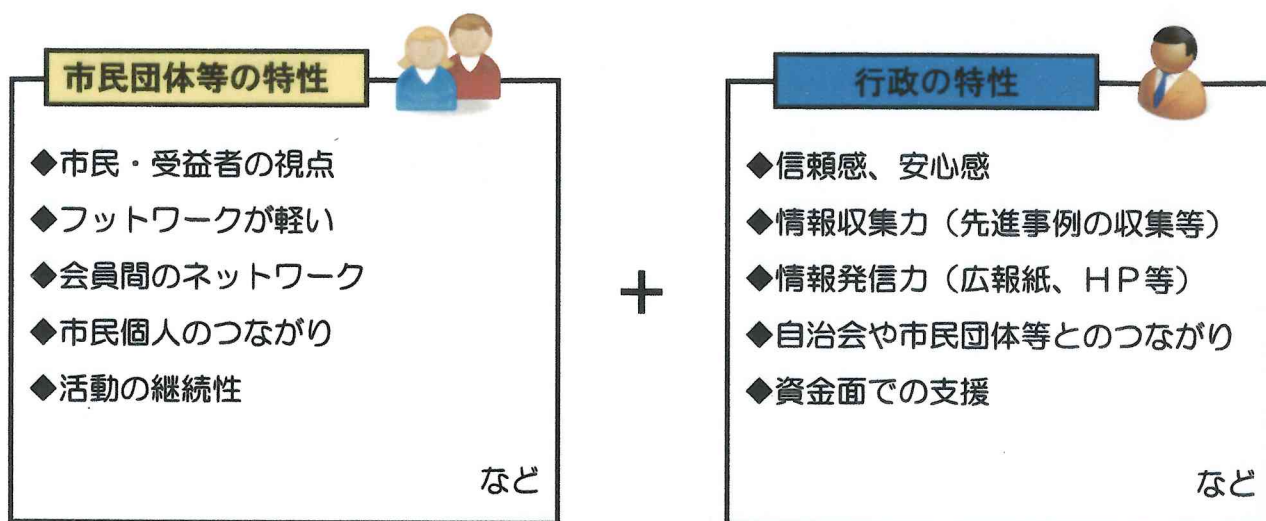 市民団体等の特性
◆市民・受益者の視点
◆フットワークが軽い
◆会員間のネットワーク
◆市民個人のつながり
◆活動の継続性
など
+
行政の特性
◆信頼感、安心感
◆情報収集力（先進事例の収集等）
◆情報発信力（広報紙、ＨＰ等）
◆自治会や市民団体等とのつながり
◆資金面での支援
など